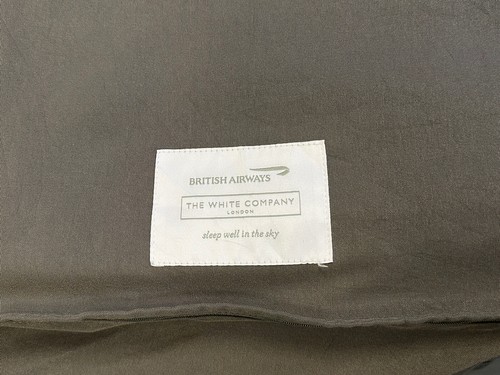 BRITISH AIRWAYS
THE WHITE COMPANY
LONDON
sleep well in the sky